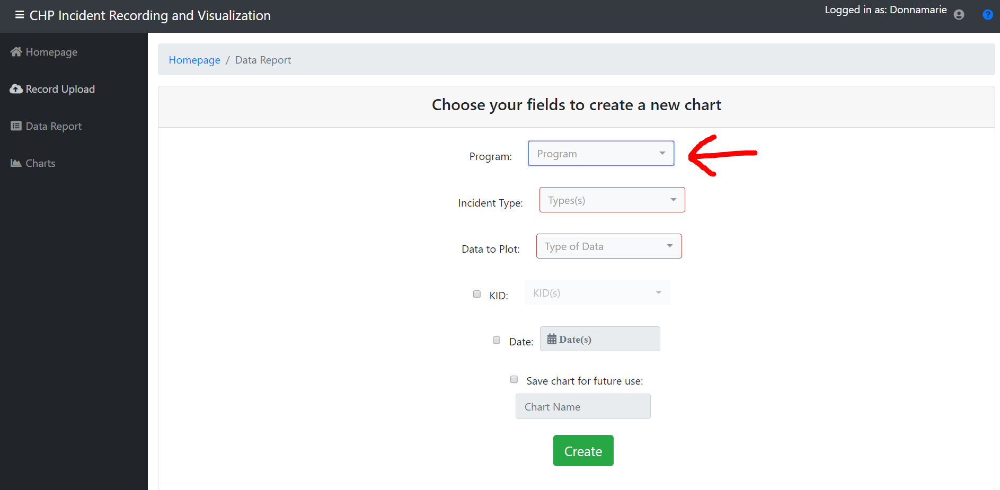 CHP Incident Recording and Visualization
Logged in as: Donnamarie
?
Homepage
Record Upload
Data Report
Charts
Homepage / Data Report
Choose your fields to create a new chart
Program: Program
Incident Type: Types(s)
Data to Plot: Type of Data
KID: KID(s)
Date: Date(s)
Save chart for future use:
Chart Name
Create